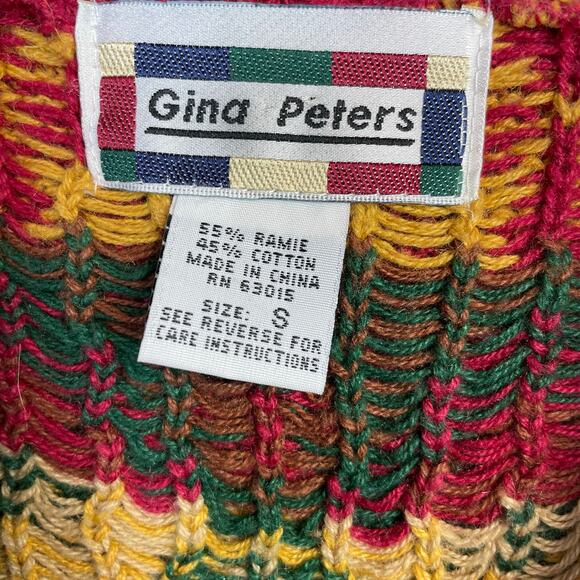 Gina Peters
55% RAMIE
45% COTTON
MADE IN CHINA
RN 63015
SIZE: S
SEE REVERSE FOR
CARE INSTRUCTIONS